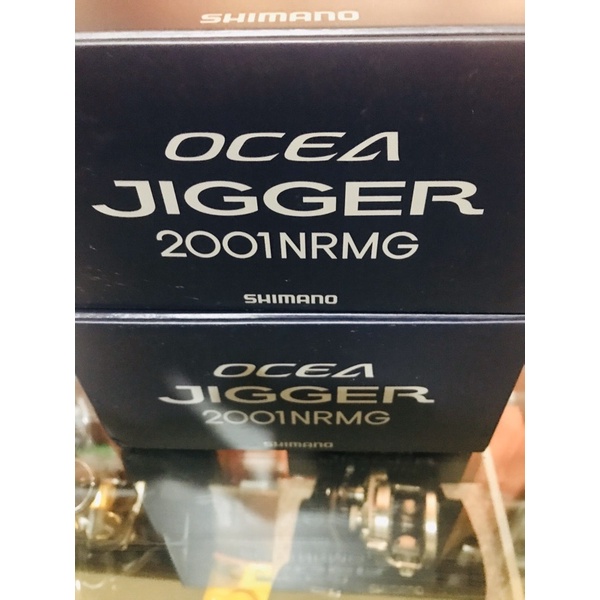 SHIMANO
OCEA
JIGGER
2001NRMG
SHIMANO
OCEA
JIGGER
2001NRMG
SHIMANO